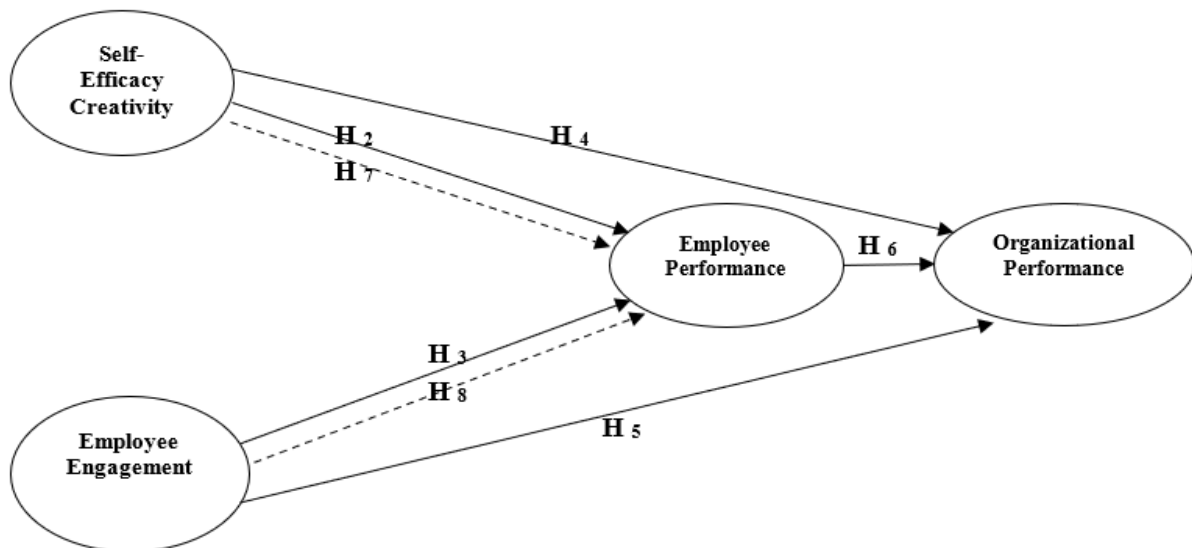 Self-
Efficacy
Creativity
H 2
H 7
H 4
Employee
Performance
H 6
Organizational
Performance
H 3
H 8
H 5
Employee
Engagement